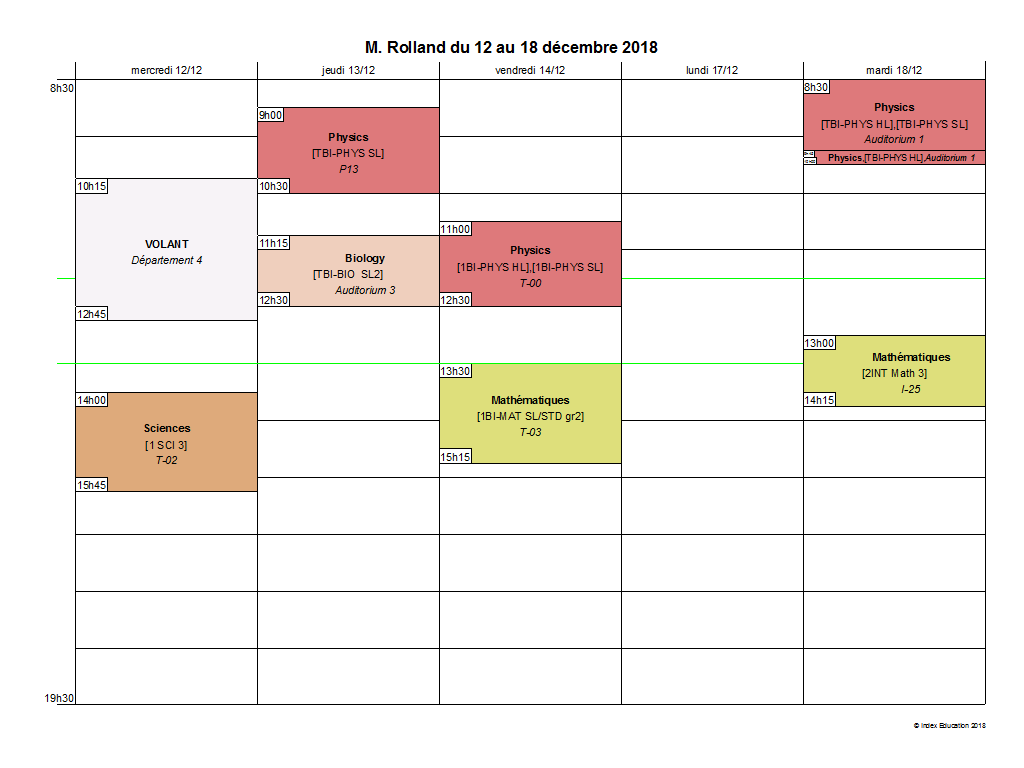 M. Rolland du 12 au 18 décembre 2018
mercredi 12/12
jeudi 13/12
vendredi 14/12
lundi 17/12
mardi 18/12
8h30
10h15
VOLANT
Département 4
12h45
14h00
Sciences
[1 SCI 3]
T-02
15h45
9h00
Physics
[TBI-PHYS SL]
P13
10h30
11h15
Biology
[TBI-BIO SL2]
Auditorium 3
12h30
11h00
Physics
[1BI-PHYS HL],[1BI-PHYS SL]
T-00
12h30
13h30
Mathématiques
[1BI-MAT SL/STD gr2]
T-03
15h15
8h30
Physics
[TBI-PHYS HL],[TBI-PHYS SL]
Auditorium 1
Physics,[TBI-PHYS HL],Auditorium 1
13h00
Mathématiques
[2INT Math 3]
I-25
14h15
19h30
© Index Education 2018